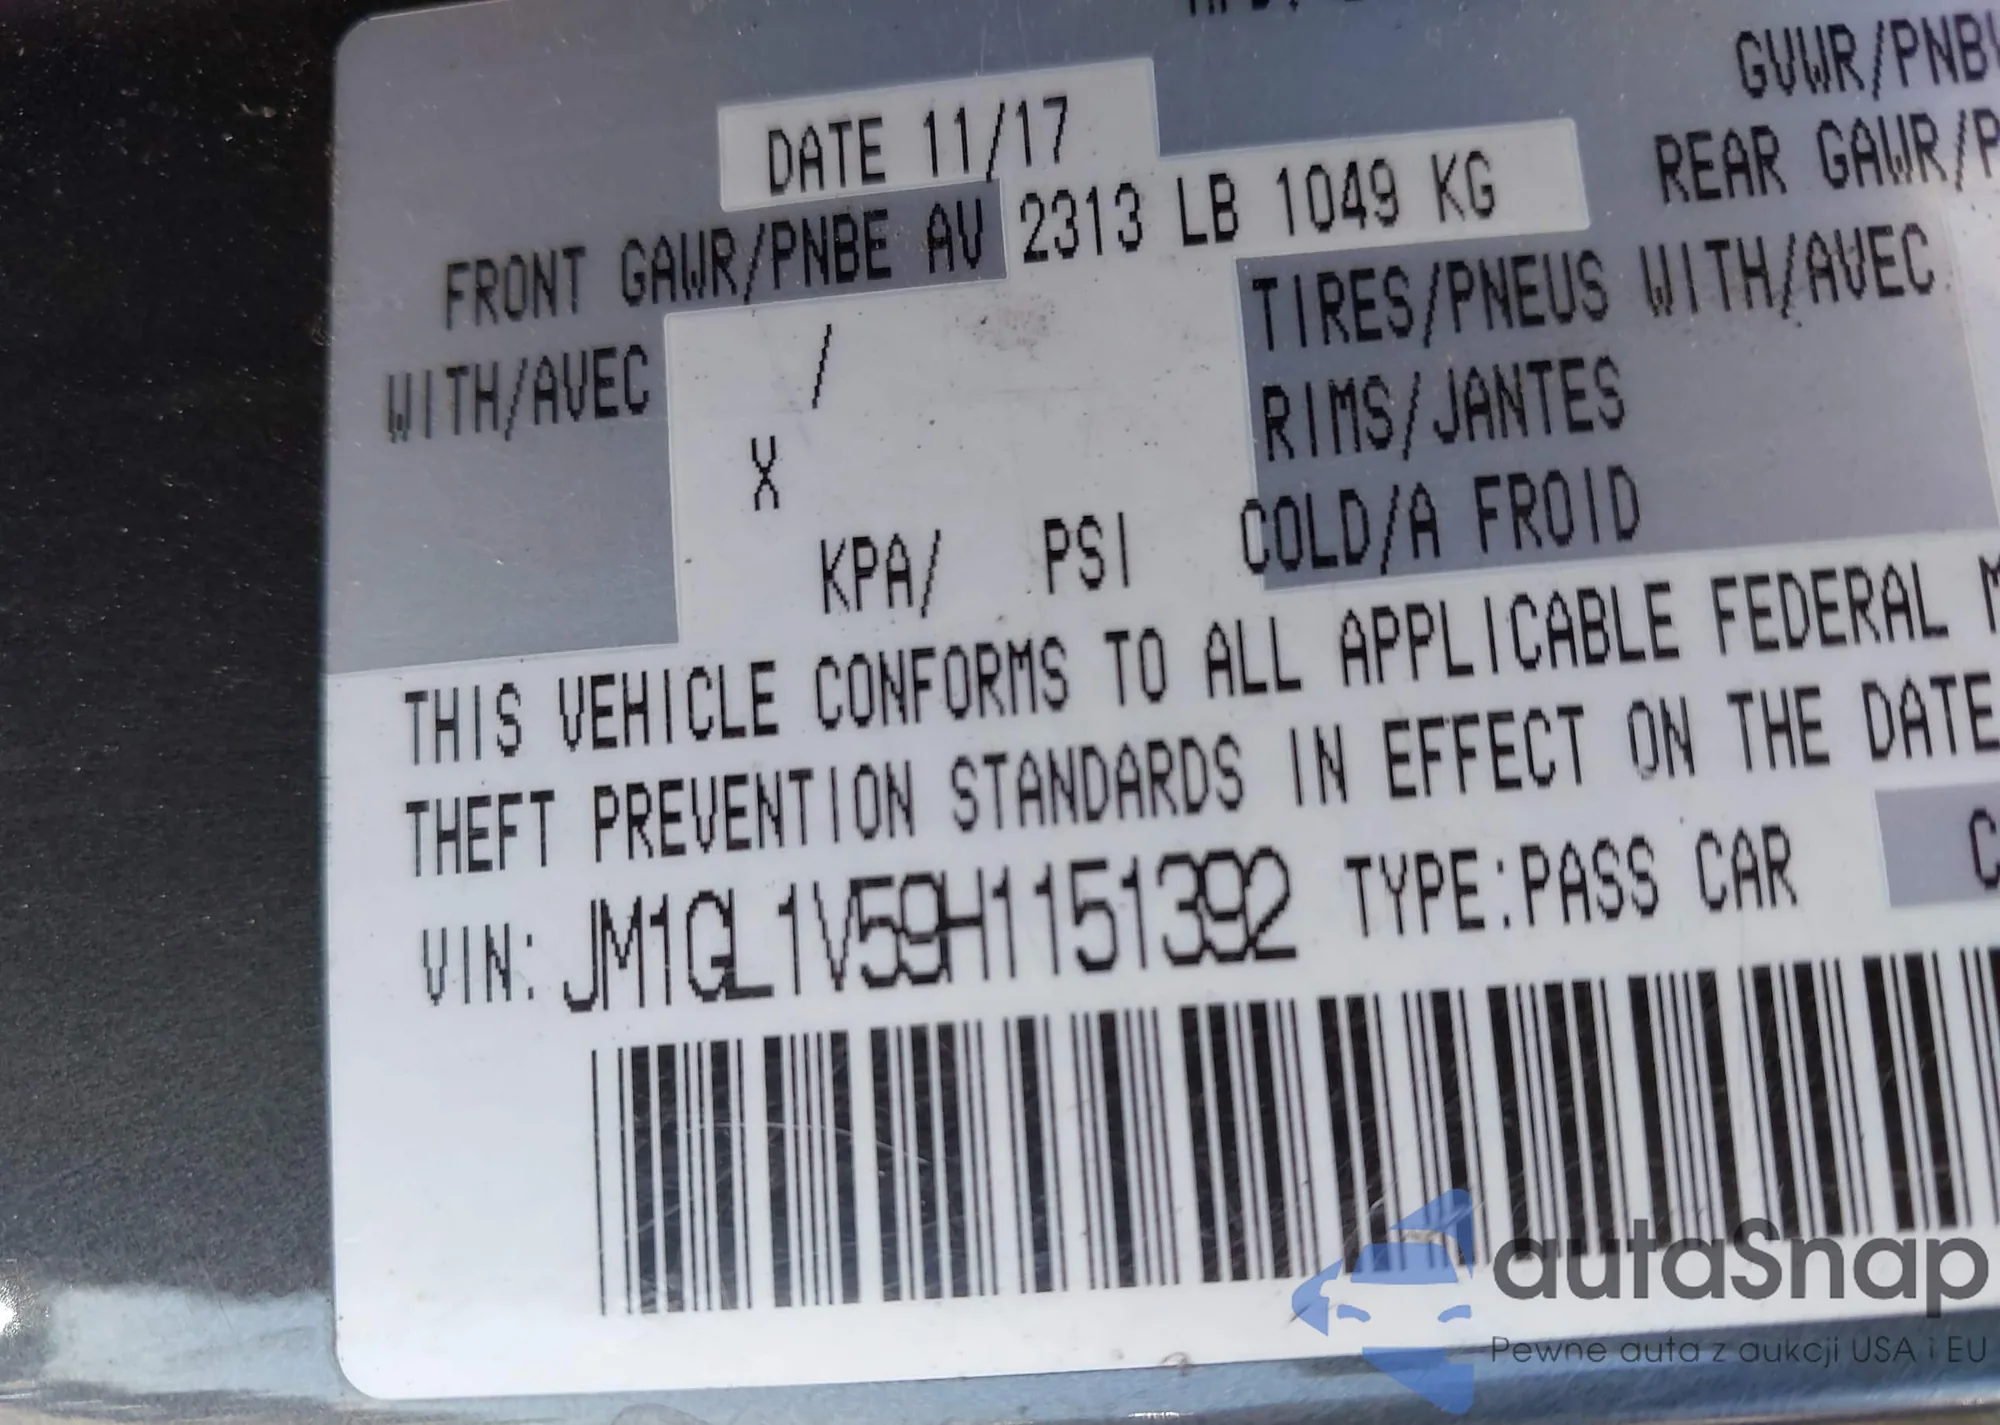 DATE 11/17
GVWR/PNBV
FRONT GAWR/PNBE AV 2313 LB 1049 KG
REAR GAWR/P
WITH/AVEC /
TIRES/PNEUS WITH/AVEC
X
RIMS/JANTES
KPA/ PSI COLD/A FROID
THIS VEHICLE CONFORMS TO ALL APPLICABLE FEDERAL M
THEFT PREVENTION STANDARDS IN EFFECT ON THE DATE
VIN: JM1GL1V59H1151392 TYPE:PASS CAR C
autaSnap
Pewne auta z aukcji USA i EU